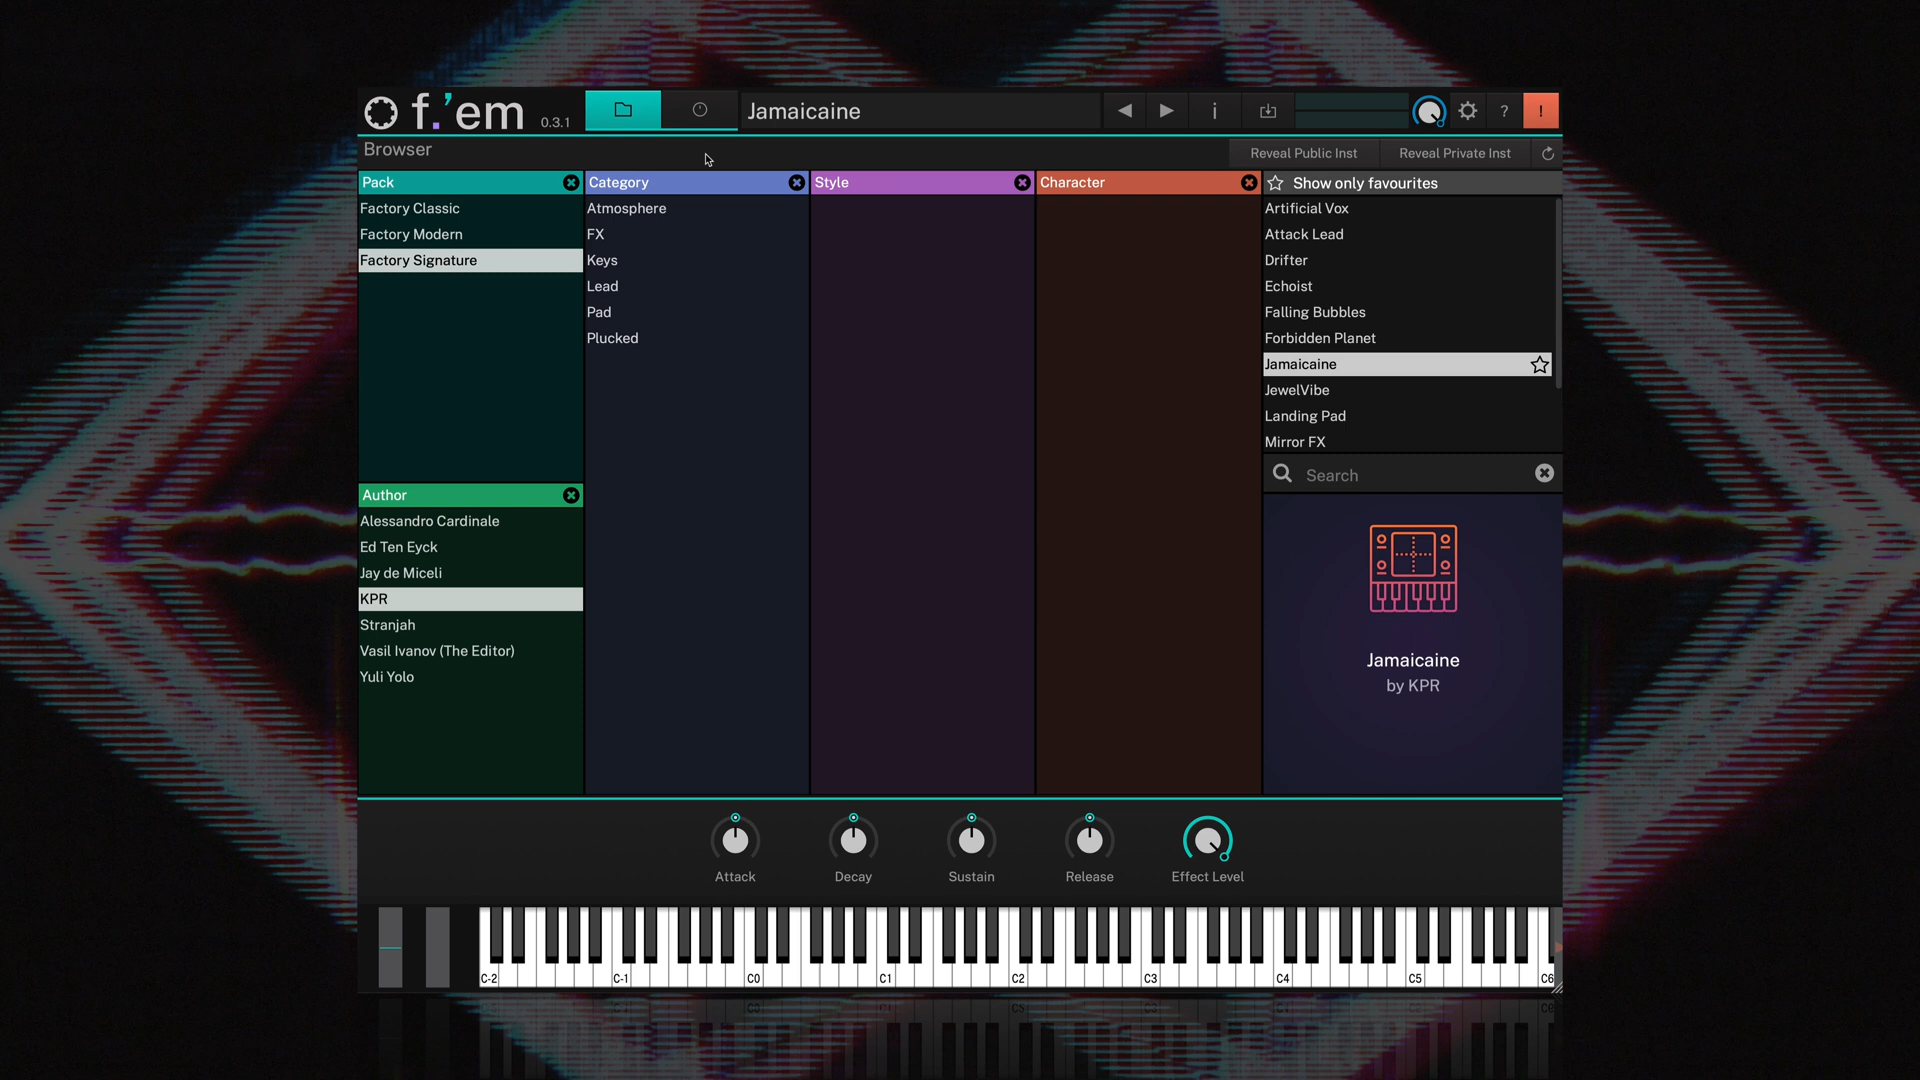 f.'em 0.3.1
Jamaicaine
i
?
!
Browser
Reveal Public Inst
Reveal Private Inst
Pack
Factory Classic
Factory Modern
Factory Signature
Author
Alessandro Cardinale
Ed Ten Eyck
Jay de Miceli
KPR
Stranjah
Vasil Ivanov (The Editor)
Yuli Yolo
Category
Atmosphere
FX
Keys
Lead
Pad
Plucked
Style
Character
Show only favourites
Artificial Vox
Attack Lead
Drifter
Echoist
Falling Bubbles
Forbidden Planet
Jamaicaine
JewelVibe
Landing Pad
Mirror FX
Search
Jamaicaine
by KPR
Attack
Decay
Sustain
Release
Effect Level
C-2 C-1 C0 C1 C2 C3 C4 C5 C6